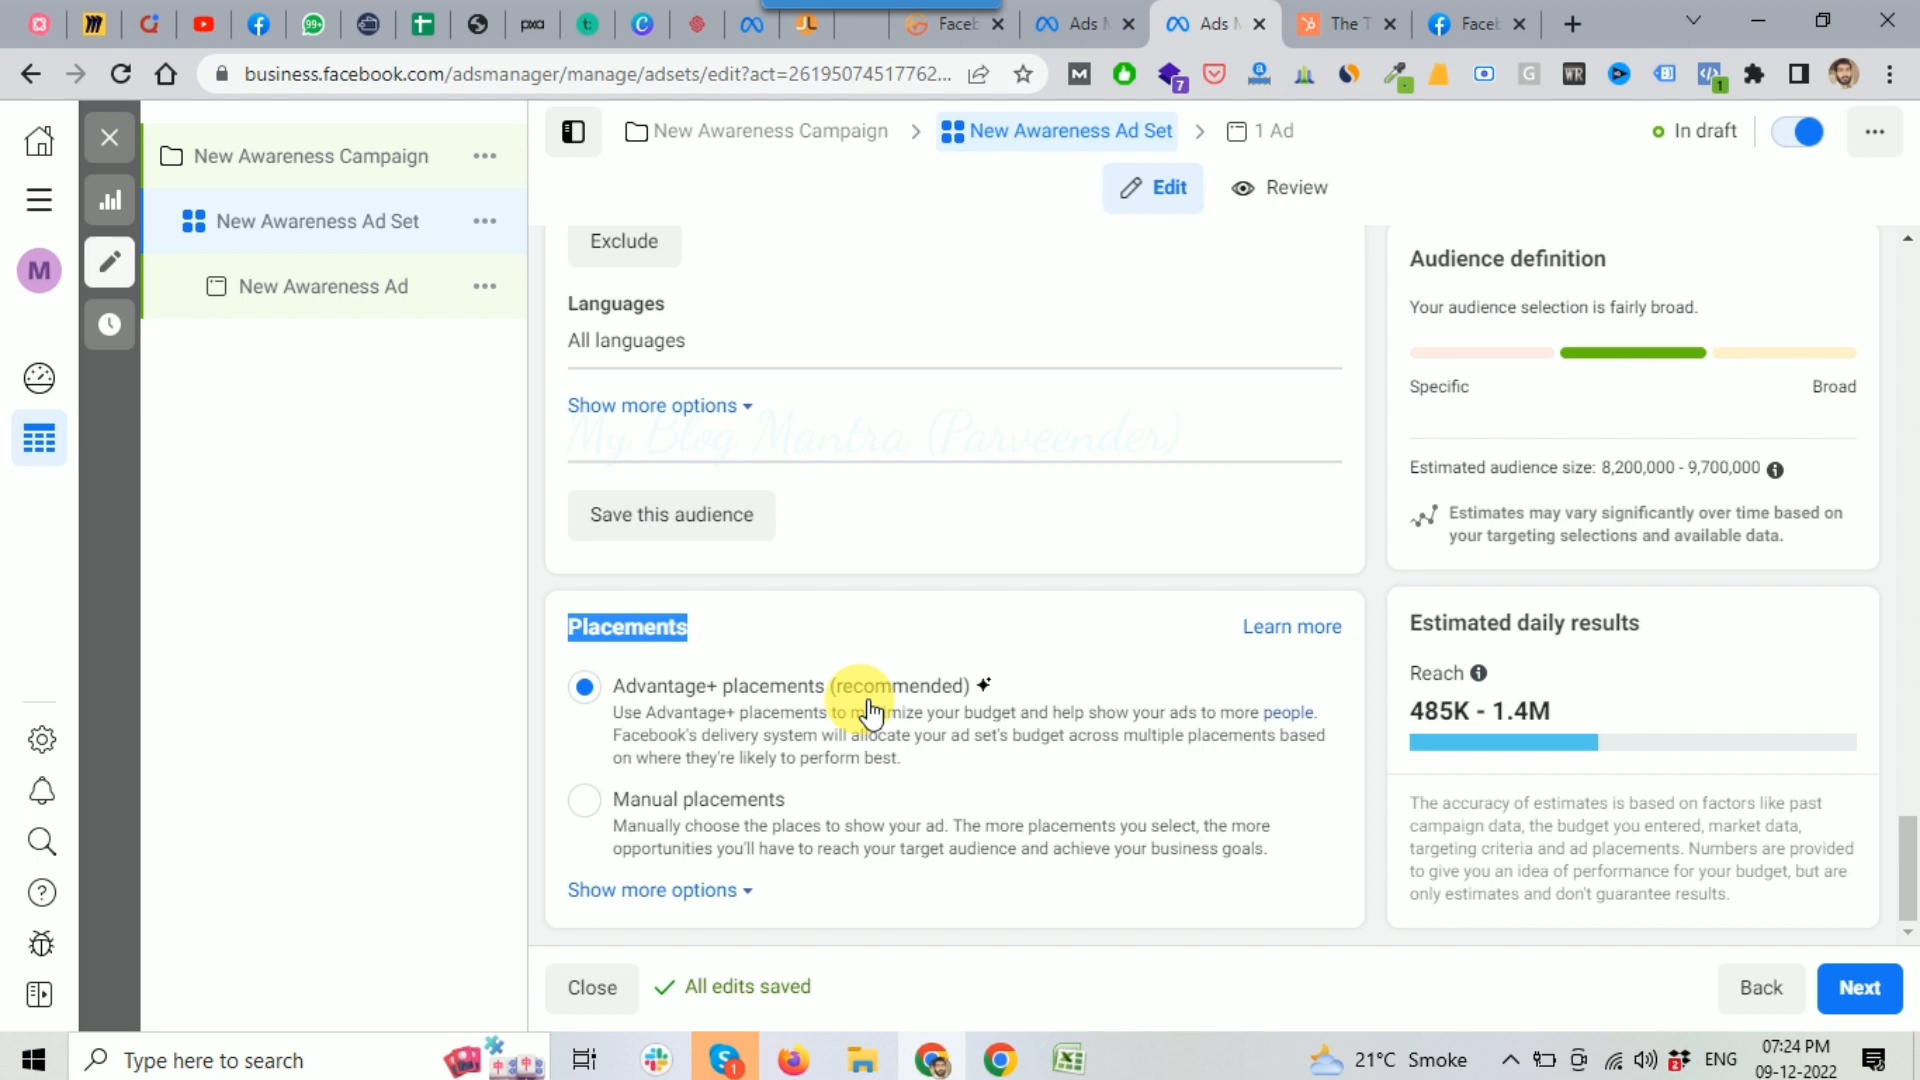 Faceb
Ads M
Ads M
The T
Faceb
business.facebook.com/adsmanager/manage/adsets/edit?act=26195074517762...
New Awareness Campaign
New Awareness Ad Set
New Awareness Ad
M
New Awareness Campaign
New Awareness Ad Set
1 Ad
In draft
Edit
Review
Exclude
Languages
All languages
Show more options
My Blog Mantra (Parveender)
Save this audience
Placements
Learn more
Advantage+ placements (recommended)
Use Advantage+ placements to maximize your budget and help show your ads to more people.
Facebook's delivery system will allocate your ad set's budget across multiple placements based
on where they're likely to perform best.
Manual placements
Manually choose the places to show your ad. The more placements you select, the more
opportunities you'll have to reach your target audience and achieve your business goals.
Show more options
Audience definition
Your audience selection is fairly broad.
Specific
Broad
Estimated audience size: 8,200,000 - 9,700,000
Estimates may vary significantly over time based on
your targeting selections and available data.
Estimated daily results
Reach
485K - 1.4M
The accuracy of estimates is based on factors like past
campaign data, the budget you entered, market data,
targeting criteria and ad placements. Numbers are provided
to give you an idea of performance for your budget, but are
only estimates and don't guarantee results.
Close
All edits saved
Back
Next
Type here to search
21°C Smoke
ENG
07:24 PM
09-12-2022